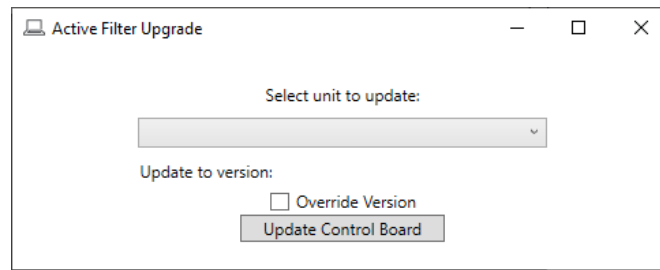 Active Filter Upgrade
Select unit to update:
Update to version:
Override Version
Update Control Board